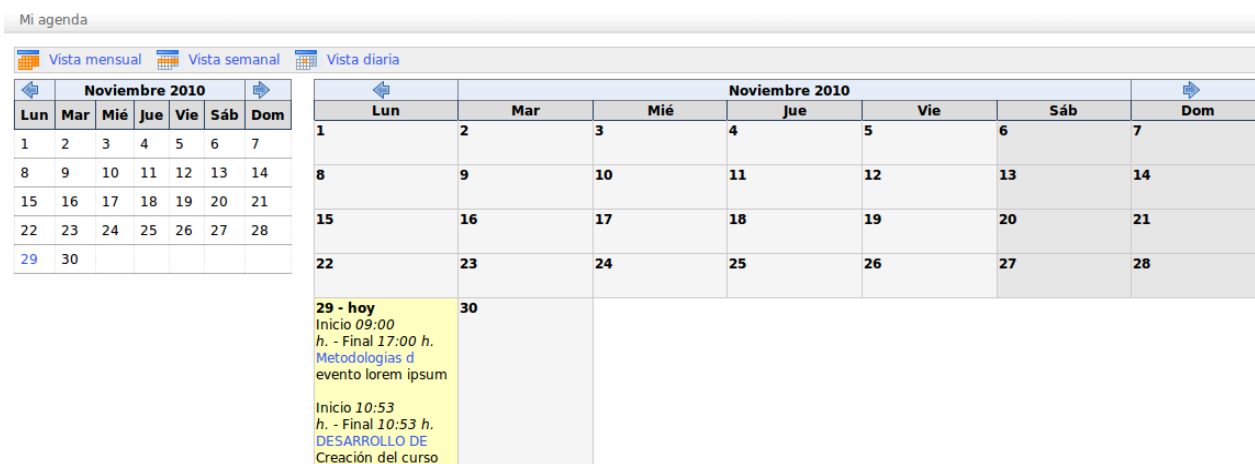 Mi agenda
Vista mensual Vista semanal Vista diaria
Noviembre 2010
Lun Mar Mié Jue Vie Sáb Dom
1 2 3 4 5 6 7
8 9 10 11 12 13 14
15 16 17 18 19 20 21
22 23 24 25 26 27 28
29 30
Noviembre 2010
Lun Mar Mié Jue Vie Sáb Dom
1 2 3 4 5 6 7
8 9 10 11 12 13 14
15 16 17 18 19 20 21
22 23 24 25 26 27 28
29 - hoy 30
Inicio 09:00
h. - Final 17:00 h.
Metodologias d
evento lorem ipsum
Inicio 10:53
h. - Final 10:53 h.
DESARROLLO DE
Creación del curso